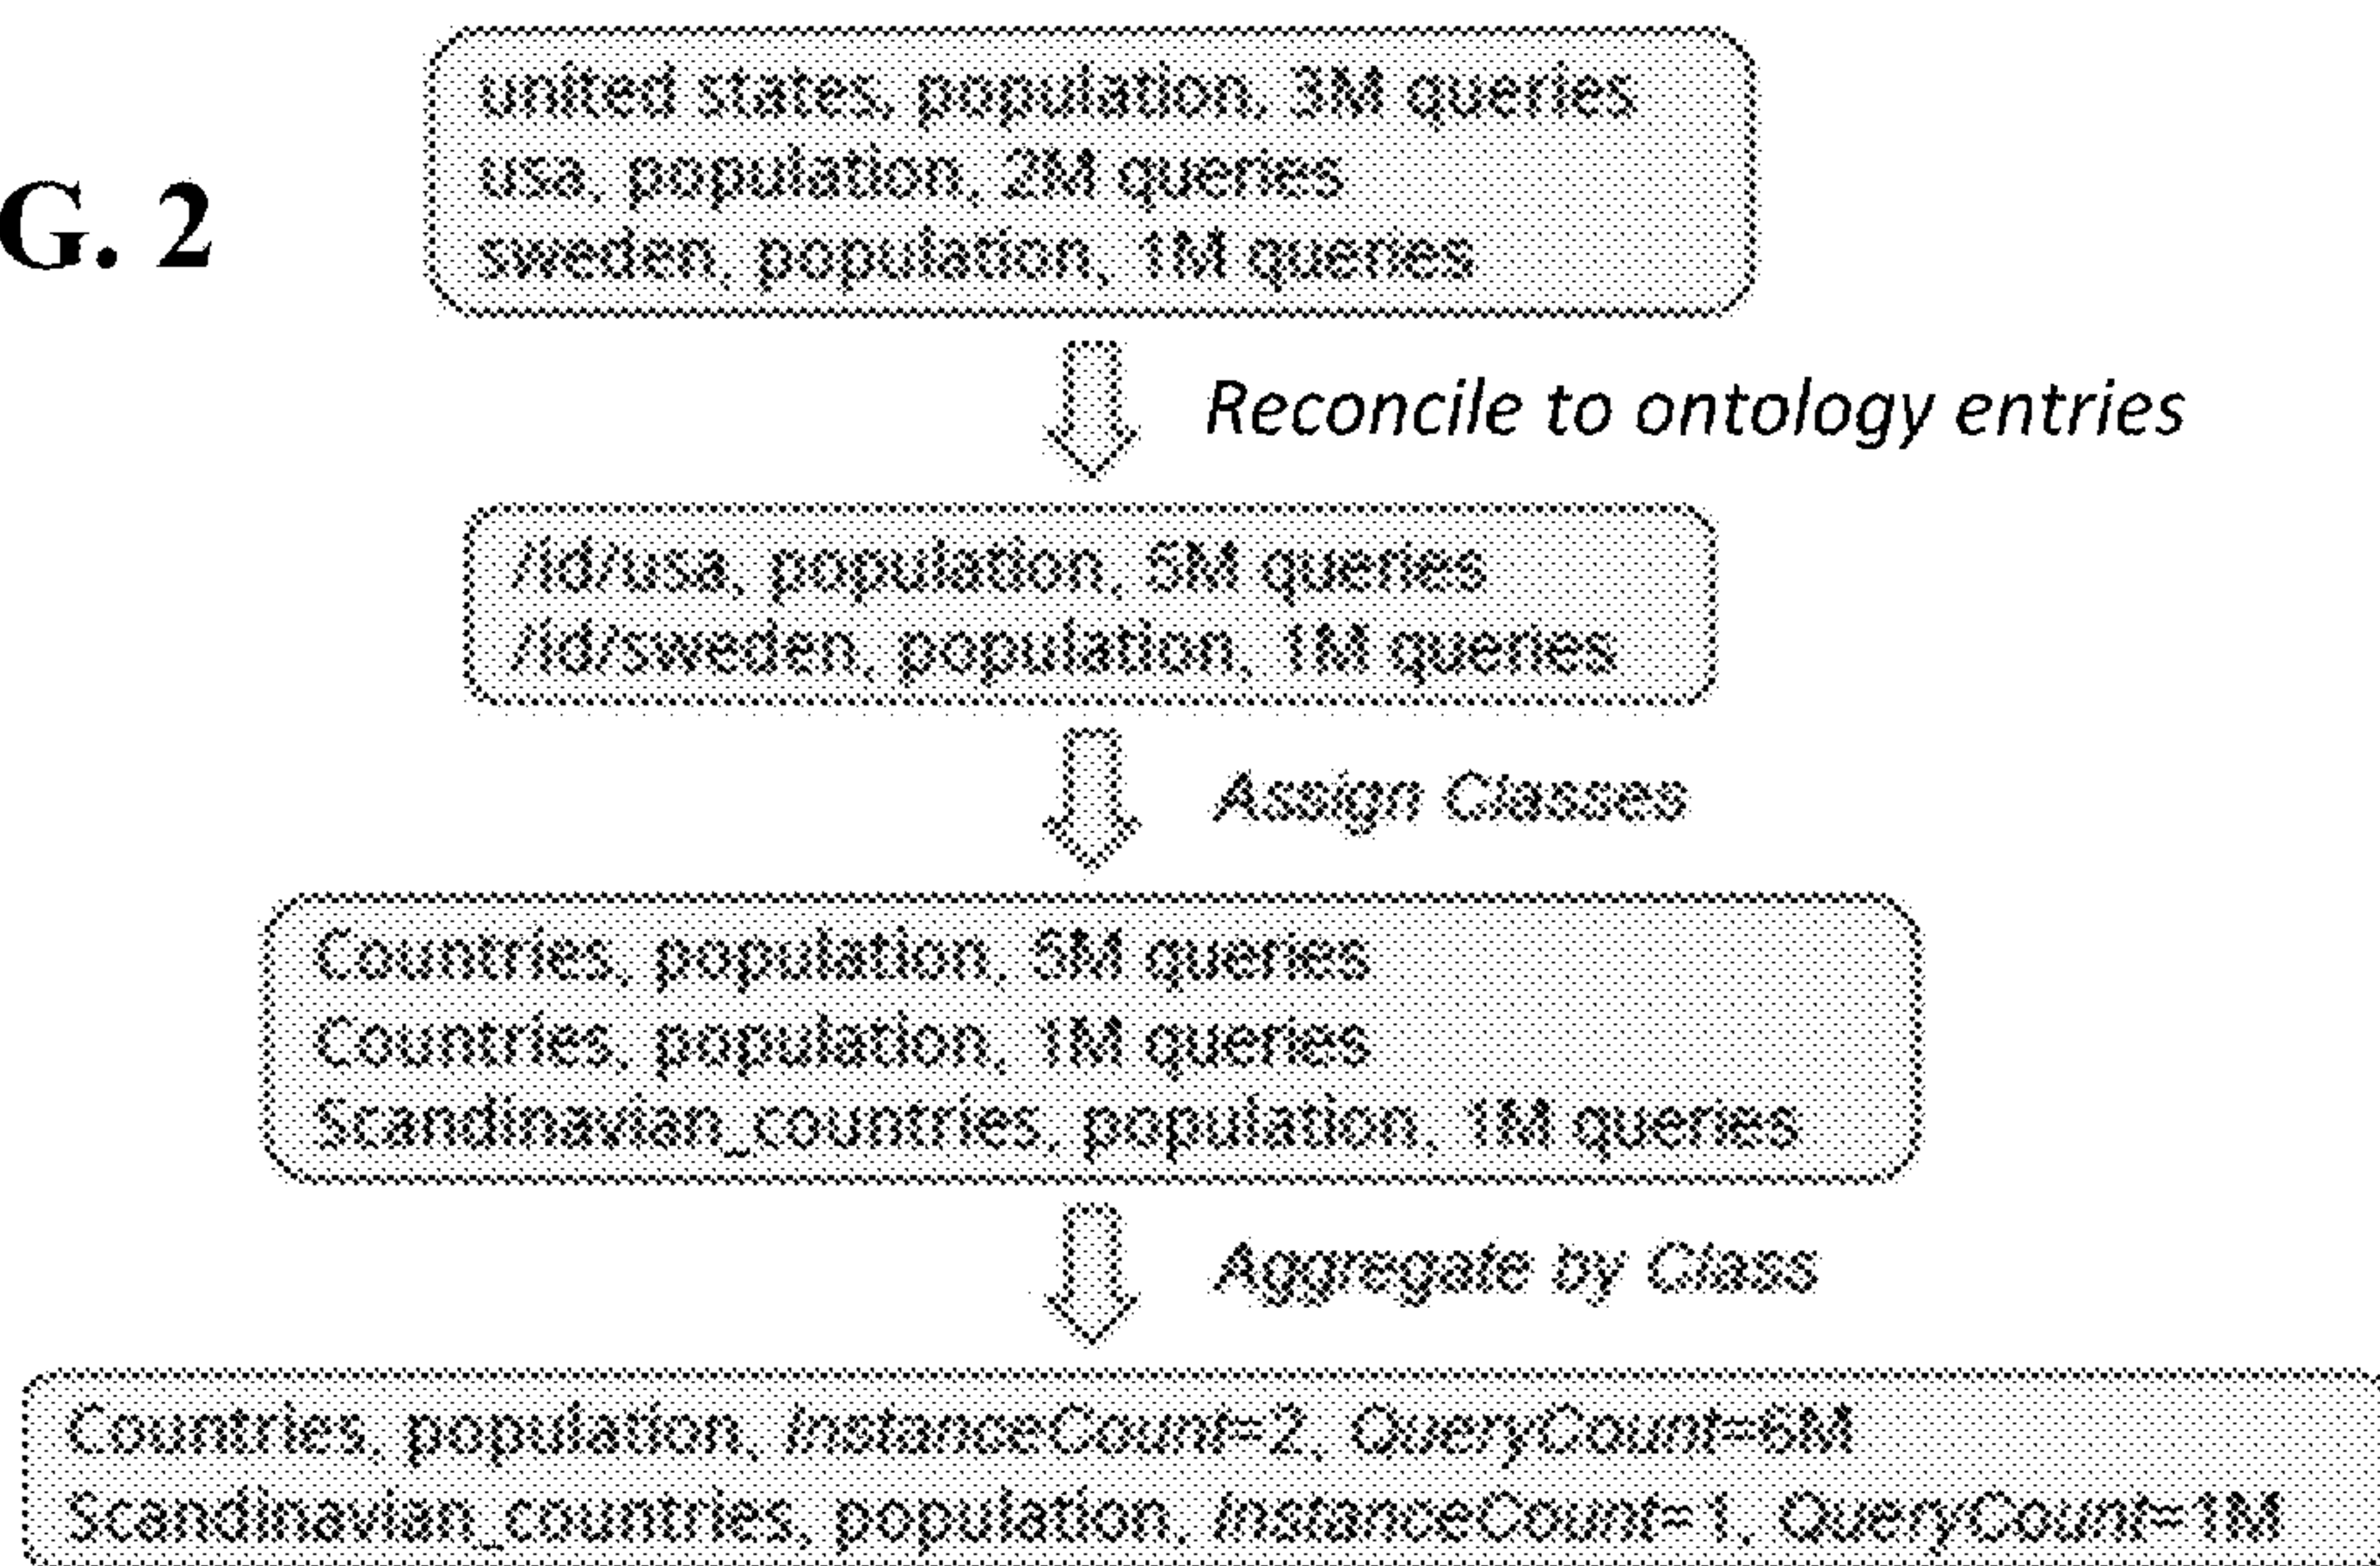 G. 2
united states, population, 3M queries
usa, population, 2M queries
sweden, population, 1M queries
Reconcile to ontology entries
/id/usa, population, 5M queries
/id/sweden, population, 1M queries
Assign Classes
Countries, population, 5M queries
Countries, population, 1M queries
Scandinavian_countries, population, 1M queries
Aggregate by Class
Countries, population, InstanceCount=2, QueryCount=6M
Scandinavian_countries, population, InstanceCount=1, QueryCount=1M